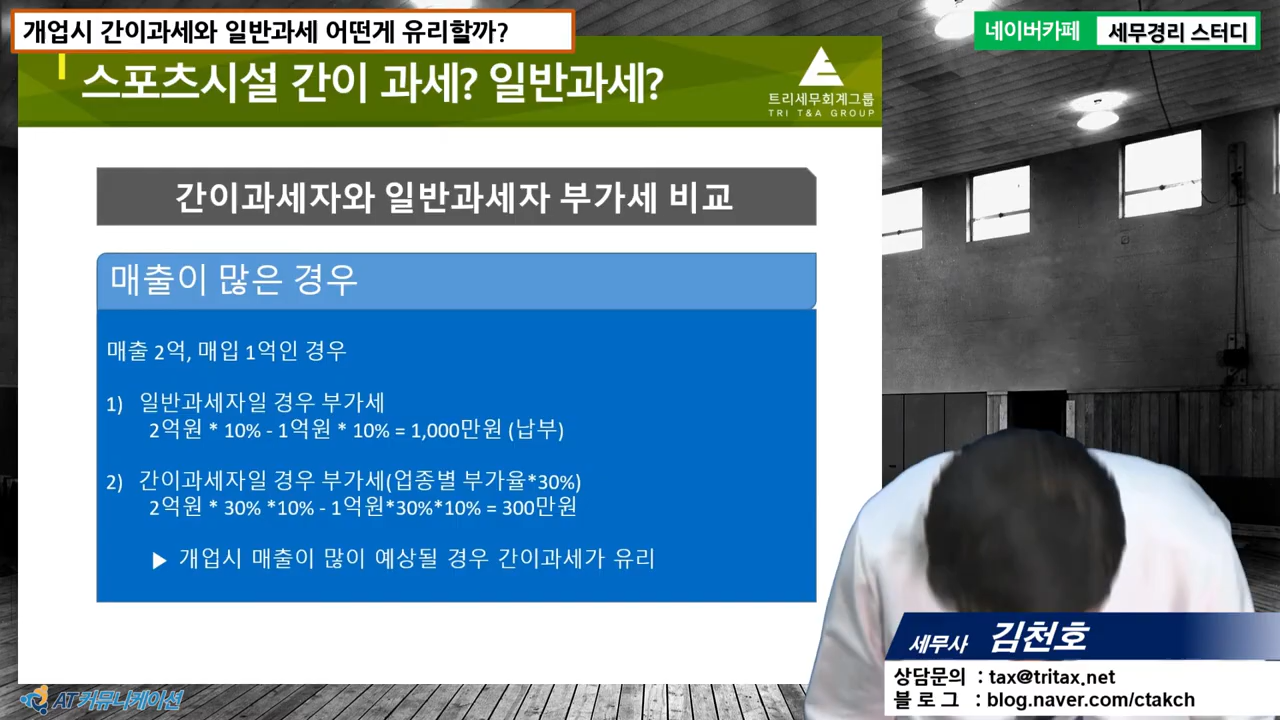 개업시 간이과세와 일반과세 어떤게 유리할까?
네이버카페 세무경리 스터디
스포츠시설 간이 과세? 일반과세?
트리세무회계그룹
TRI T&A GROUP
간이과세자와 일반과세자 부가세 비교
매출이 많은 경우
매출 2억, 매입 1억인 경우
1) 일반과세자일 경우 부가세
2억원 * 10% - 1억원 * 10% = 1,000만원 (납부)
2) 간이과세자일 경우 부가세(업종별 부가율*30%)
2억원 * 30% *10% - 1억원*30%*10% = 300만원
▶ 개업시 매출이 많이 예상될 경우 간이과세가 유리
세무사 김천호
상담문의 : tax@tritax.net
블로그 : blog.naver.com/ctakch
AT커뮤니케이션